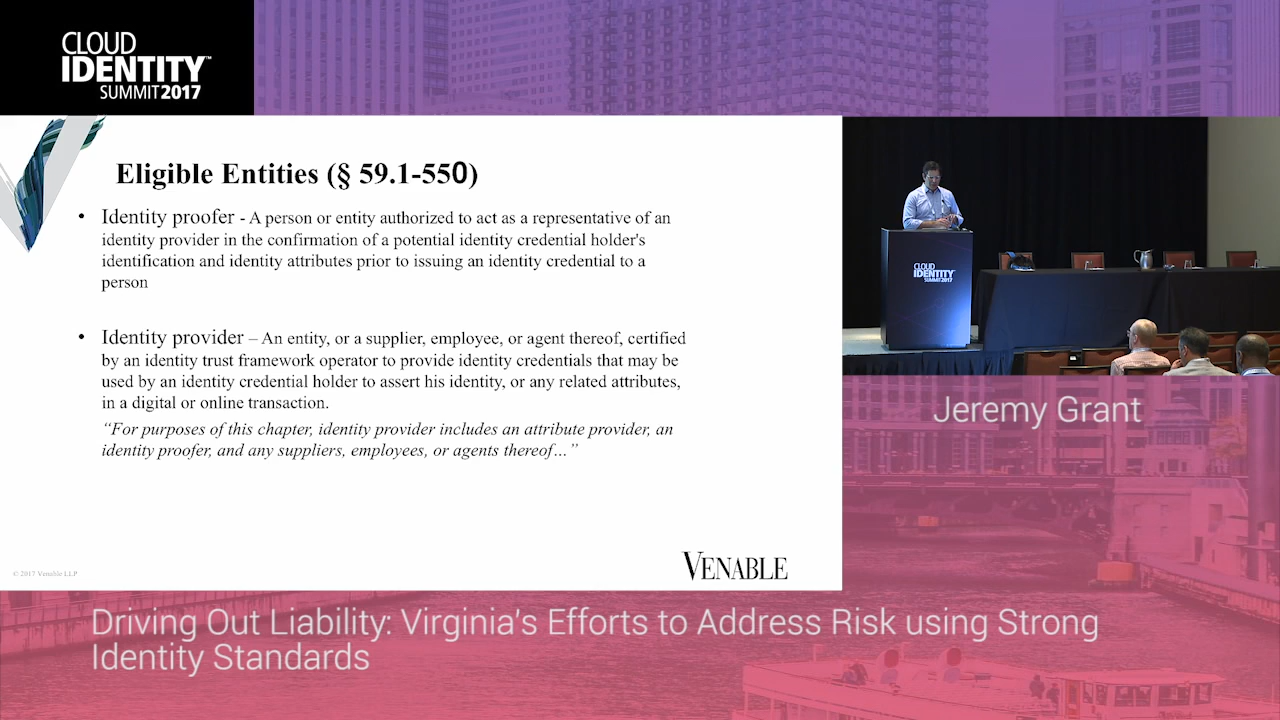 CLOUD
IDENTITY™
SUMMIT 2017
Eligible Entities (§ 59.1-550)
• Identity proofer - A person or entity authorized to act as a representative of an
identity provider in the confirmation of a potential identity credential holder's
identification and identity attributes prior to issuing an identity credential to a
person
• Identity provider – An entity, or a supplier, employee, or agent thereof, certified
by an identity trust framework operator to provide identity credentials that may be
used by an identity credential holder to assert his identity, or any related attributes,
in a digital or online transaction.
“For purposes of this chapter, identity provider includes an attribute provider, an
identity proofer, and any suppliers, employees, or agents thereof…”
© 2017 Venable LLP
VENABLE
CLOUD
IDENTITY
SUMMIT 2017
Jeremy Grant
Driving Out Liability: Virginia's Efforts to Address Risk using Strong
Identity Standards